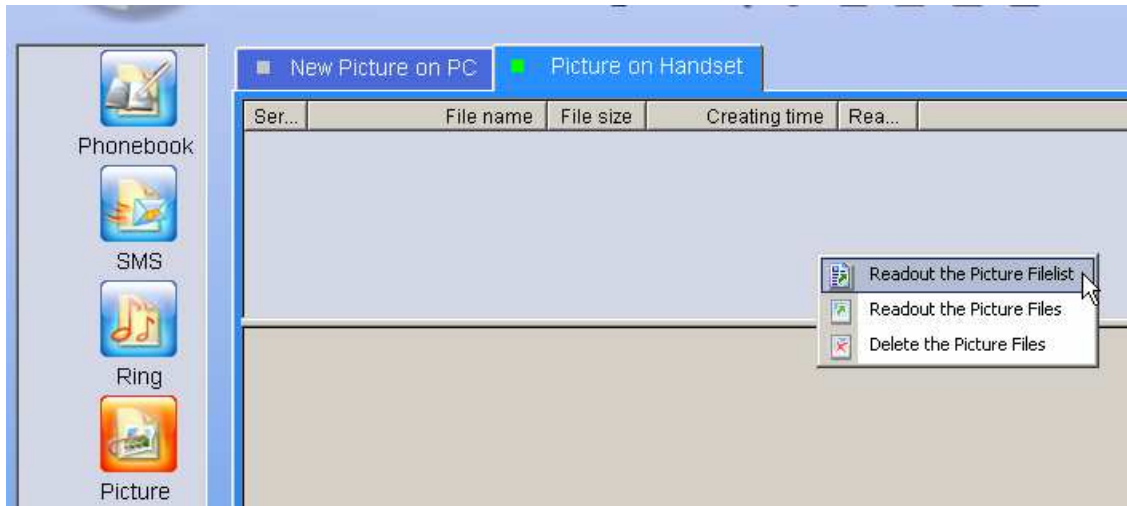 New Picture on PC
Picture on Handset
Ser...
File name
File size
Creating time
Rea...
Phonebook
SMS
Ring
Picture
Readout the Picture Filelist
Readout the Picture Files
Delete the Picture Files